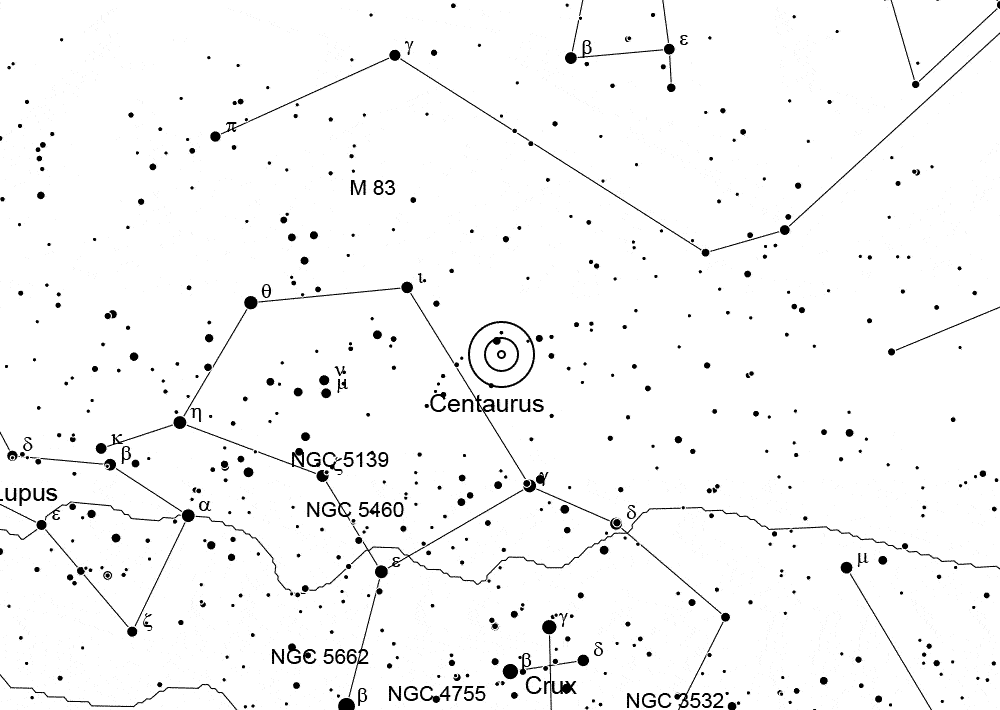 γ
β
ε
π
M 83
θ
ι
ν
μ
Centaurus
η
κ
δ
β
NGC 5139
ζ
γ
Lupus
α
NGC 5460
δ
ε
ε
μ
ζ
γ
NGC 5662
β
δ
Crux
β
NGC 4755
NGC 3532